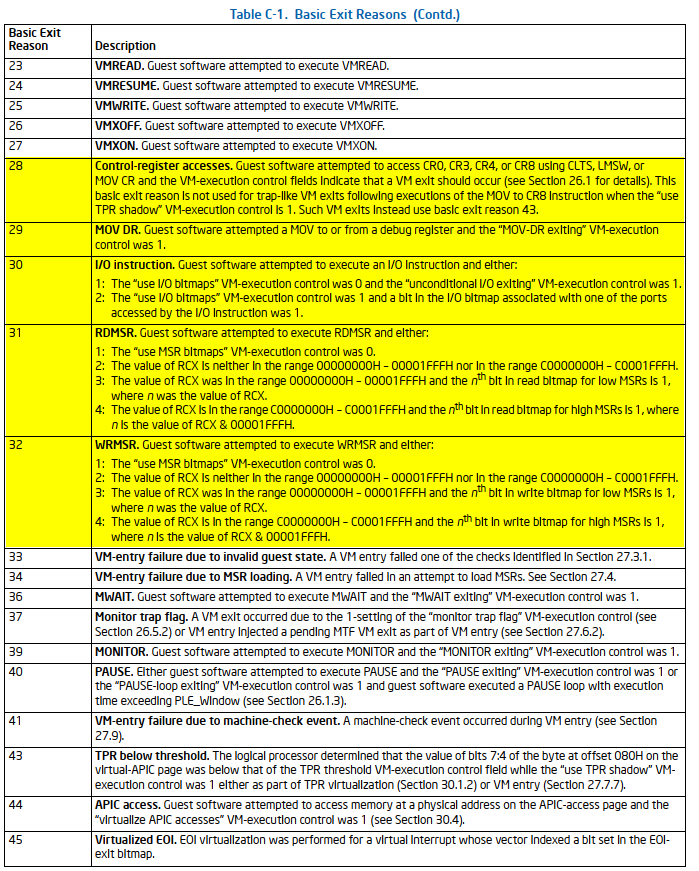 Table C-1. Basic Exit Reasons (Contd.)
Basic Exit
Reason
Description
23 VMREAD. Guest software attempted to execute VMREAD.
24 VMRESUME. Guest software attempted to execute VMRESUME.
25 VMWRITE. Guest software attempted to execute VMWRITE.
26 VMXOFF. Guest software attempted to execute VMXOFF.
27 VMXON. Guest software attempted to execute VMXON.
28 Control-register accesses. Guest software attempted to access CR0, CR3, CR4, or CR8 using CLTS, LMSW, or
MOV CR and the VM-execution control fields indicate that a VM exit should occur (see Section 26.1 for details). This
basic exit reason is not used for trap-like VM exits following executions of the MOV to CR8 instruction when the “use
TPR shadow” VM-execution control is 1. Such VM exits instead use basic exit reason 43.
29 MOV DR. Guest software attempted a MOV to or from a debug register and the “MOV-DR exiting” VM-execution
control was 1.
30 I/O instruction. Guest software attempted to execute an I/O instruction and either:
1: The “use I/O bitmaps” VM-execution control was 0 and the “unconditional I/O exiting” VM-execution control was 1.
2: The “use I/O bitmaps” VM-execution control was 1 and a bit in the I/O bitmap associated with one of the ports
accessed by the I/O instruction was 1.
31 RDMSR. Guest software attempted to execute RDMSR and either:
1: The “use MSR bitmaps” VM-execution control was 0.
2: The value of RCX is neither in the range 00000000H – 00001FFFH nor in the range C0000000H – C0001FFFH.
3: The value of RCX was in the range 00000000H – 00001FFFH and the nth bit in read bitmap for low MSRs is 1,
where n was the value of RCX.
4: The value of RCX is in the range C0000000H – C0001FFFH and the nth bit in read bitmap for high MSRs is 1, where
n is the value of RCX & 00001FFFH.
32 WRMSR. Guest software attempted to execute WRMSR and either:
1: The “use MSR bitmaps” VM-execution control was 0.
2: The value of RCX is neither in the range 00000000H – 00001FFFH nor in the range C0000000H – C0001FFFH.
3: The value of RCX was in the range 00000000H – 00001FFFH and the nth bit in write bitmap for low MSRs is 1,
where n was the value of RCX.
4: The value of RCX is in the range C0000000H – C0001FFFH and the nth bit in write bitmap for high MSRs is 1,
where n is the value of RCX & 00001FFFH.
33 VM-entry failure due to invalid guest state. A VM entry failed one of the checks identified in Section 27.3.1.
34 VM-entry failure due to MSR loading. A VM entry failed in an attempt to load MSRs. See Section 27.4.
36 MWAIT. Guest software attempted to execute MWAIT and the “MWAIT exiting” VM-execution control was 1.
37 Monitor trap flag. A VM exit occurred due to the 1-setting of the “monitor trap flag” VM-execution control (see
Section 26.5.2) or VM entry injected a pending MTF VM exit as part of VM entry (see Section 27.6.2).
39 MONITOR. Guest software attempted to execute MONITOR and the “MONITOR exiting” VM-execution control was 1.
40 PAUSE. Either guest software attempted to execute PAUSE and the “PAUSE exiting” VM-execution control was 1 or
the “PAUSE-loop exiting” VM-execution control was 1 and guest software executed a PAUSE loop with execution
time exceeding PLE_Window (see Section 26.1.3).
41 VM-entry failure due to machine-check event. A machine-check event occurred during VM entry (see Section
27.9).
43 TPR below threshold. The logical processor determined that the value of bits 7:4 of the byte at offset 080H on the
virtual-APIC page was below that of the TPR threshold VM-execution control field while the “use TPR shadow” VM-
execution control was 1 either as part of TPR virtualization (Section 30.1.2) or VM entry (Section 27.7.7).
44 APIC access. Guest software attempted to access memory at a physical address on the APIC-access page and the
“virtualize APIC accesses” VM-execution control was 1 (see Section 30.4).
45 Virtualized EOI. EOI virtualization was performed for a virtual interrupt whose vector indexed a bit set in the EOI-
exit bitmap.